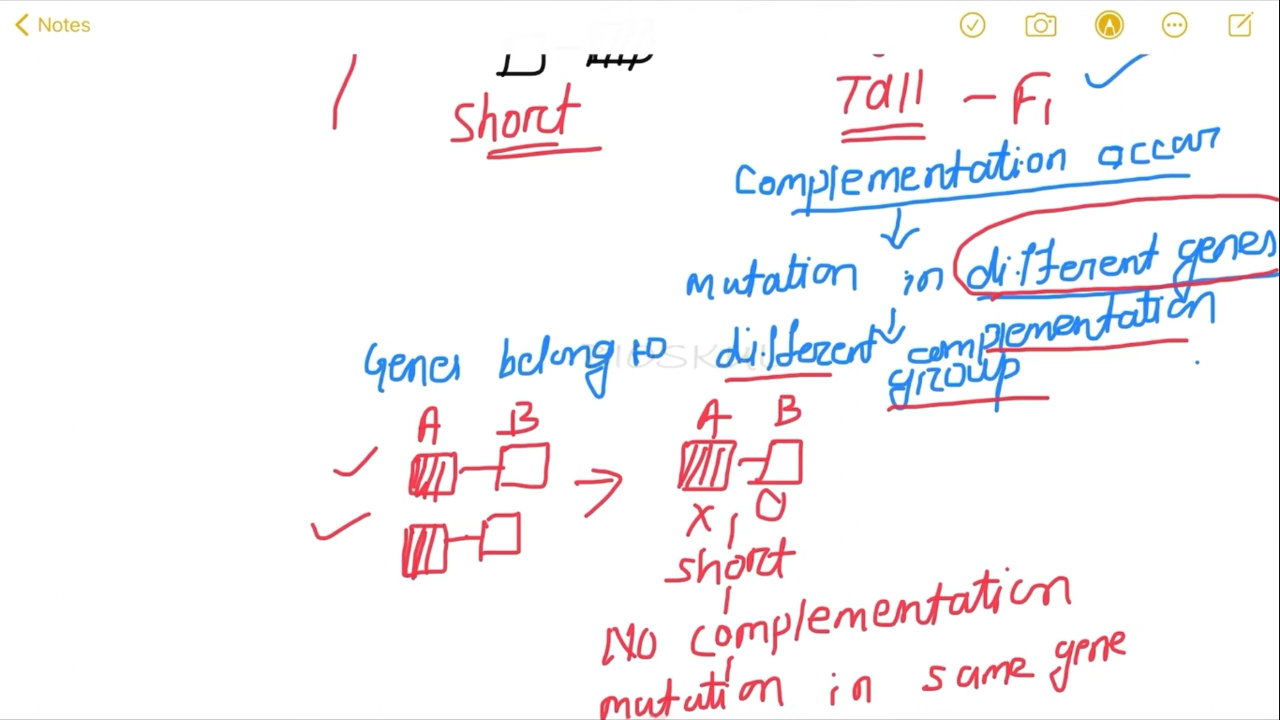 Notes
Short
Tall - F1
Complementation occur
mutation in different genes
Genes belong to different complementation
group
A B
A B
X O
short
No complementation
mutation in same gene